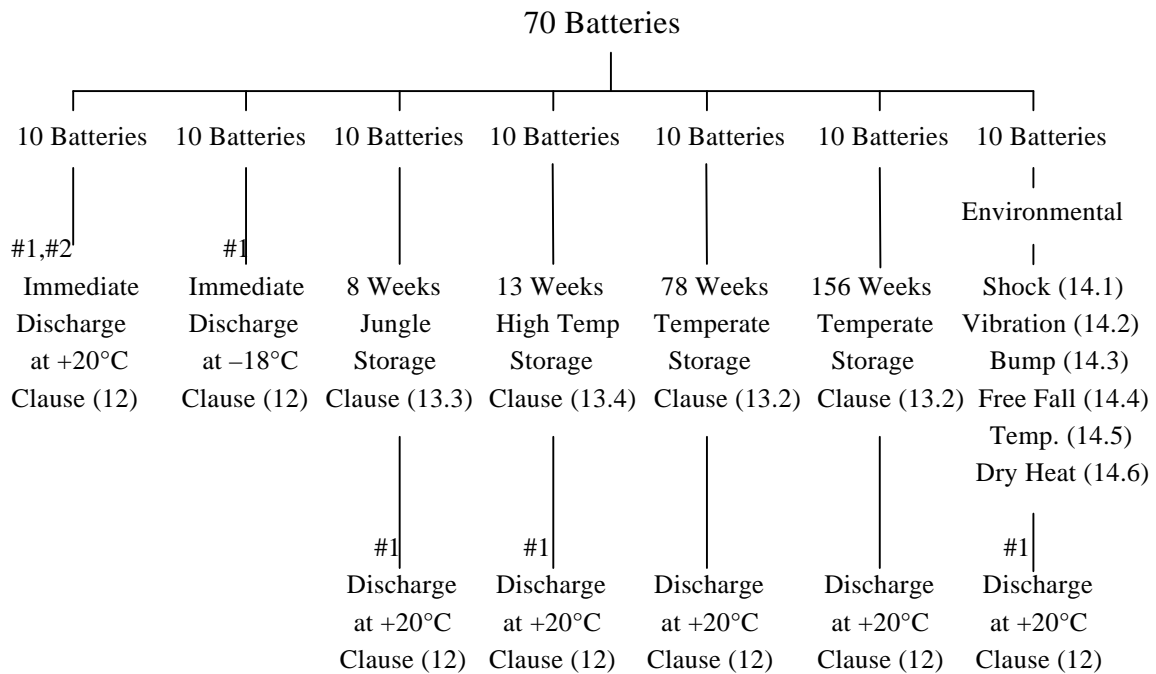 70 Batteries
10 Batteries 10 Batteries 10 Batteries 10 Batteries 10 Batteries 10 Batteries 10 Batteries
Environmental
#1,#2 #1
Immediate Immediate 8 Weeks 13 Weeks 78 Weeks 156 Weeks Shock (14.1)
Discharge Discharge Jungle High Temp Temperate Temperate Vibration (14.2)
at +20°C at –18°C Storage Storage Storage Storage Bump (14.3)
Clause (12) Clause (12) Clause (13.3) Clause (13.4) Clause (13.2) Clause (13.2) Free Fall (14.4)
Temp. (14.5)
Dry Heat (14.6)
#1 #1 #1
Discharge Discharge Discharge Discharge Discharge
at +20°C at +20°C at +20°C at +20°C at +20°C
Clause (12) Clause (12) Clause (12) Clause (12) Clause (12)